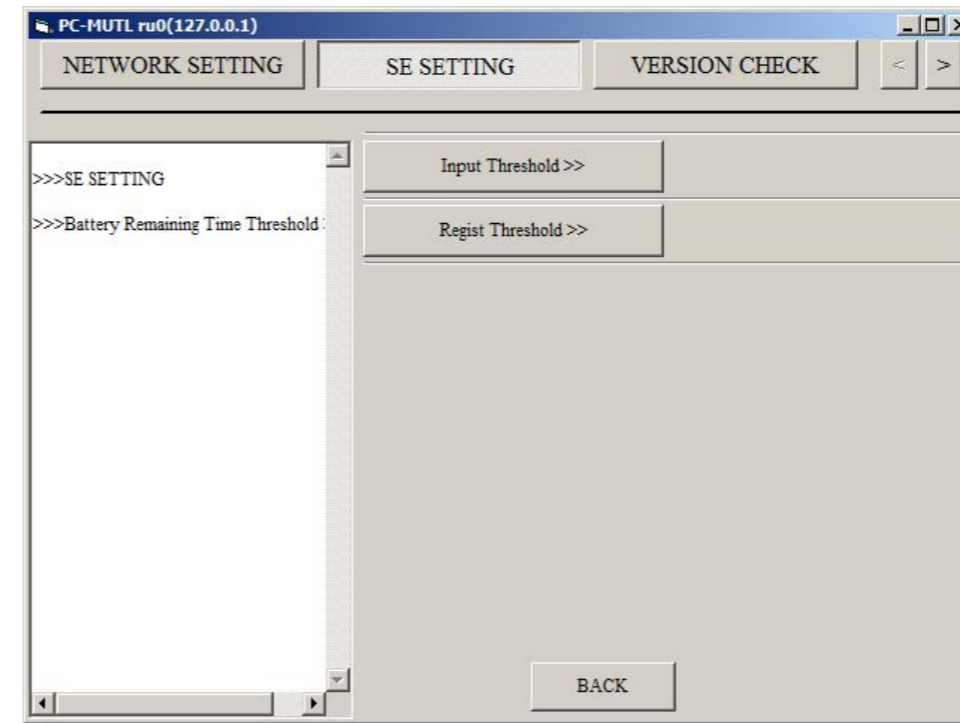 PC-MUTL ru0(127.0.0.1)
NETWORK SETTING
SE SETTING
VERSION CHECK
<
>
>>>SE SETTING
>>>Battery Remaining Time Threshold
Input Threshold >>
Regist Threshold >>
BACK